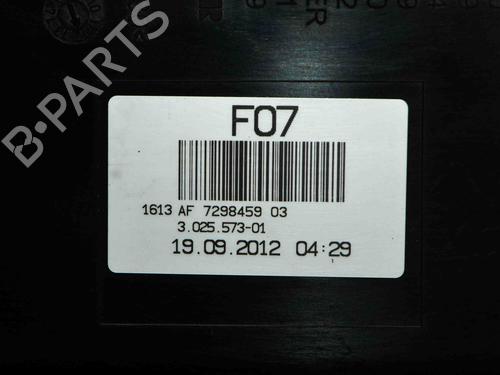 F07
1613 AF 7298459 03
3.025.573-01
19.09.2012 04:29
B-PARTS